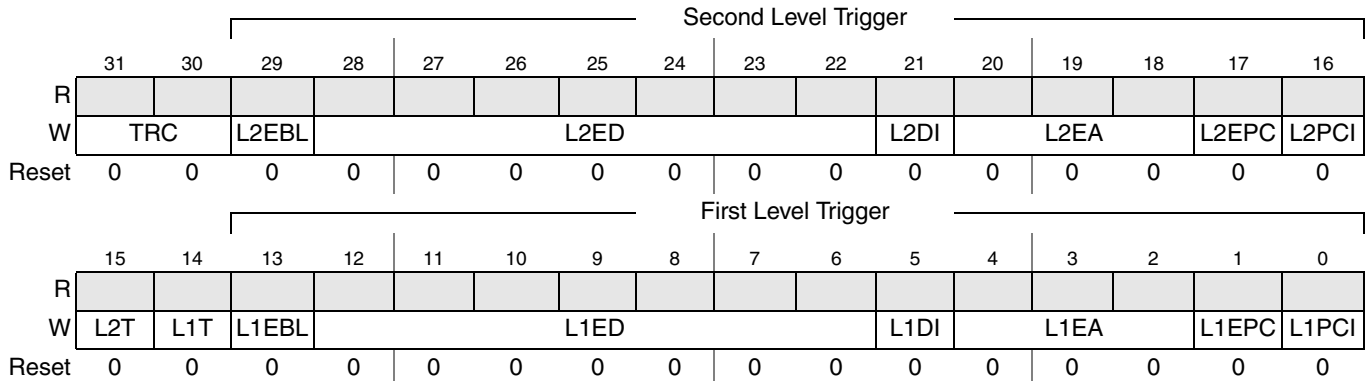 Second Level Trigger
31 30 29 28 27 26 25 24 23 22 21 20 19 18 17 16
R
W TRC L2EBL L2ED L2DI L2EA L2EPC L2PCI
Reset 0 0 0 0 0 0 0 0 0 0 0 0 0 0 0 0
First Level Trigger
15 14 13 12 11 10 9 8 7 6 5 4 3 2 1 0
R
W L2T L1T L1EBL L1ED L1DI L1EA L1EPC L1PCI
Reset 0 0 0 0 0 0 0 0 0 0 0 0 0 0 0 0